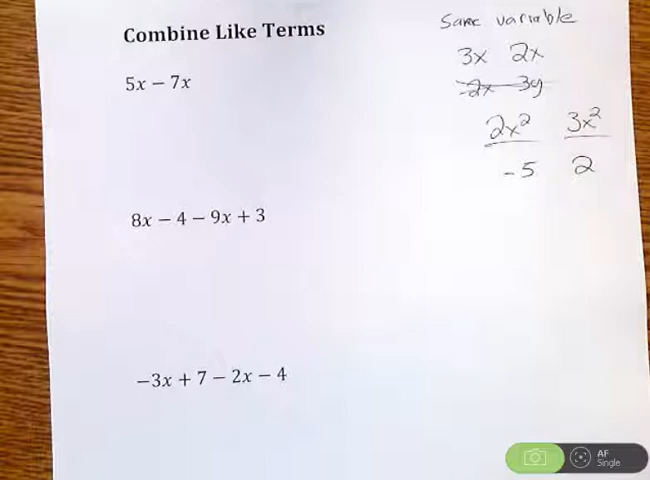 Combine Like Terms
5x − 7x
8x − 4 − 9x + 3
−3x + 7 − 2x − 4
Same variable
3x 2x
2x 3y
2x² 3x²
-5 2
AF
Single